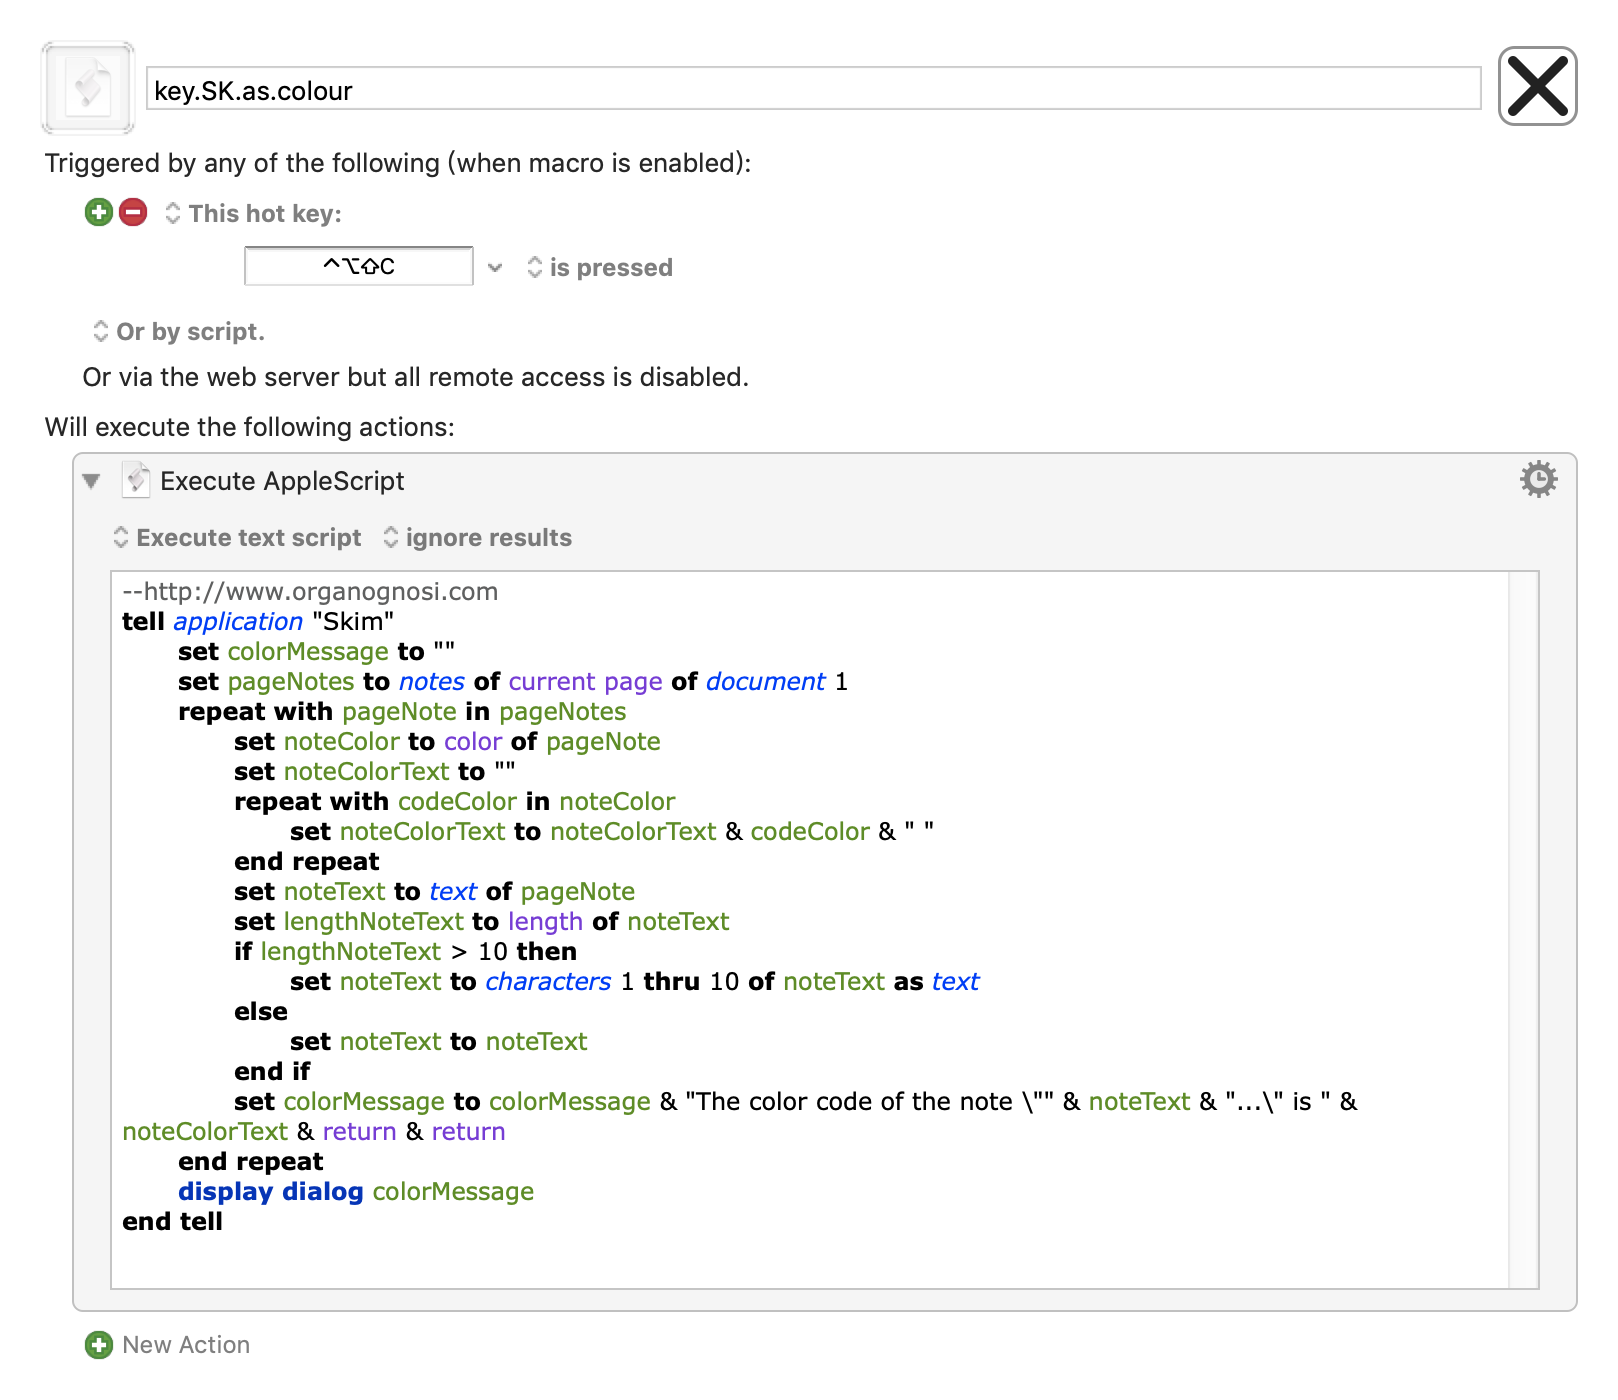 key.SK.as.colour
Triggered by any of the following (when macro is enabled):
This hot key:
^⌥⇧C
is pressed
Or by script.
Or via the web server but all remote access is disabled.
Will execute the following actions:
Execute AppleScript
Execute text script ignore results
--http://www.organognosi.com
tell application "Skim"
set colorMessage to ""
set pageNotes to notes of current page of document 1
repeat with pageNote in pageNotes
set noteColor to color of pageNote
set noteColorText to ""
repeat with codeColor in noteColor
set noteColorText to noteColorText & codeColor & " "
end repeat
set noteText to text of pageNote
set lengthNoteText to length of noteText
if lengthNoteText > 10 then
set noteText to characters 1 thru 10 of noteText as text
else
set noteText to noteText
end if
set colorMessage to colorMessage & "The color code of the note \"" & noteText & "...\" is " &
noteColorText & return & return
end repeat
display dialog colorMessage
end tell
New Action